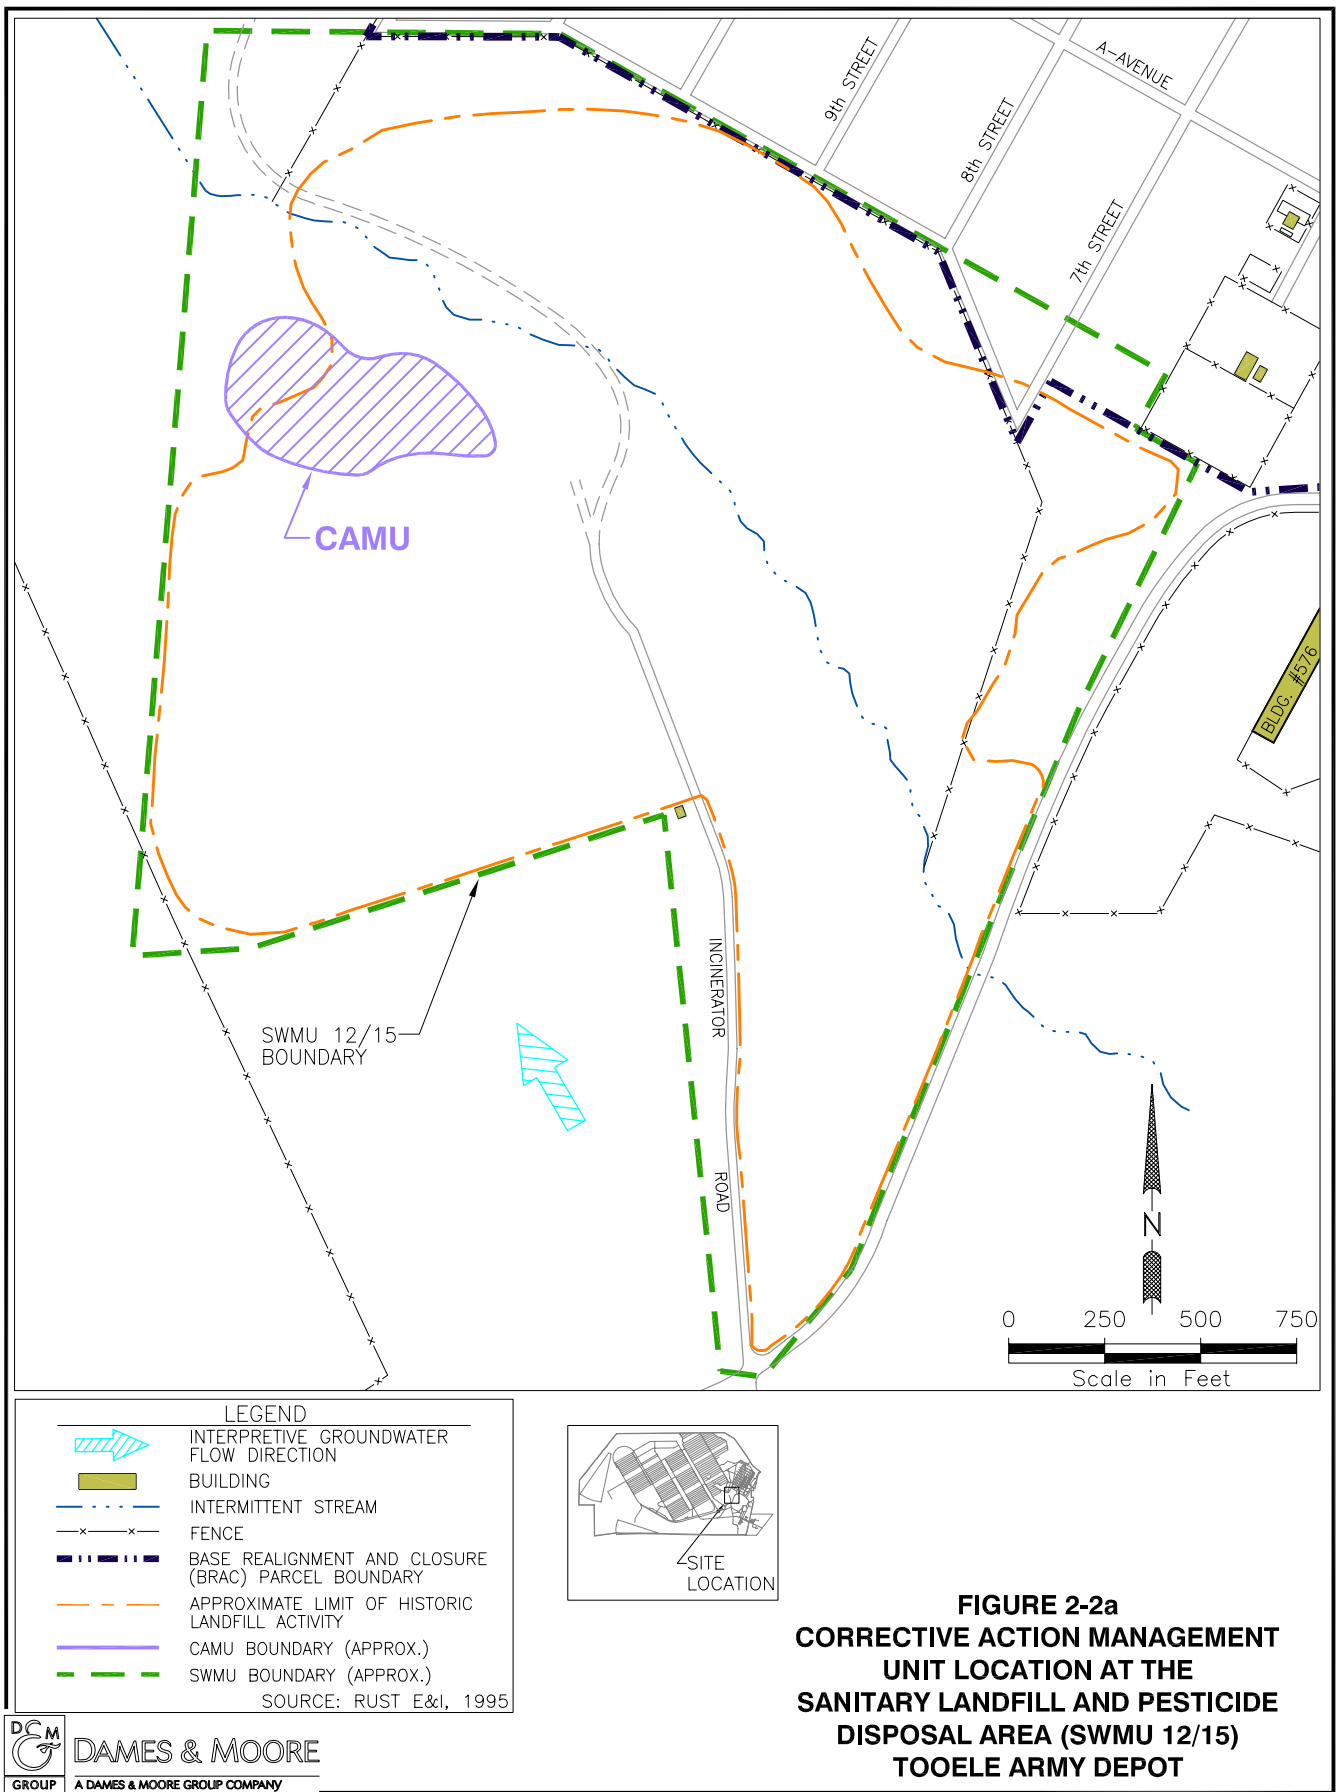 A-AVENUE
9th STREET
8th STREET
7th STREET
CAMU
BLDG. #576
INCINERATOR
ROAD
SWMU 12/15
BOUNDARY
N
0 250 500 750
Scale in Feet
LEGEND
INTERPRETIVE GROUNDWATER
FLOW DIRECTION
BUILDING
INTERMITTENT STREAM
FENCE
BASE REALIGNMENT AND CLOSURE
(BRAC) PARCEL BOUNDARY
APPROXIMATE LIMIT OF HISTORIC
LANDFILL ACTIVITY
CAMU BOUNDARY (APPROX.)
SWMU BOUNDARY (APPROX.)
SOURCE: RUST E&I, 1995
SITE
LOCATION
FIGURE 2-2a
CORRECTIVE ACTION MANAGEMENT
UNIT LOCATION AT THE
SANITARY LANDFILL AND PESTICIDE
DISPOSAL AREA (SWMU 12/15)
TOOELE ARMY DEPOT
D&M
GROUP
DAMES & MOORE
A DAMES & MOORE GROUP COMPANY